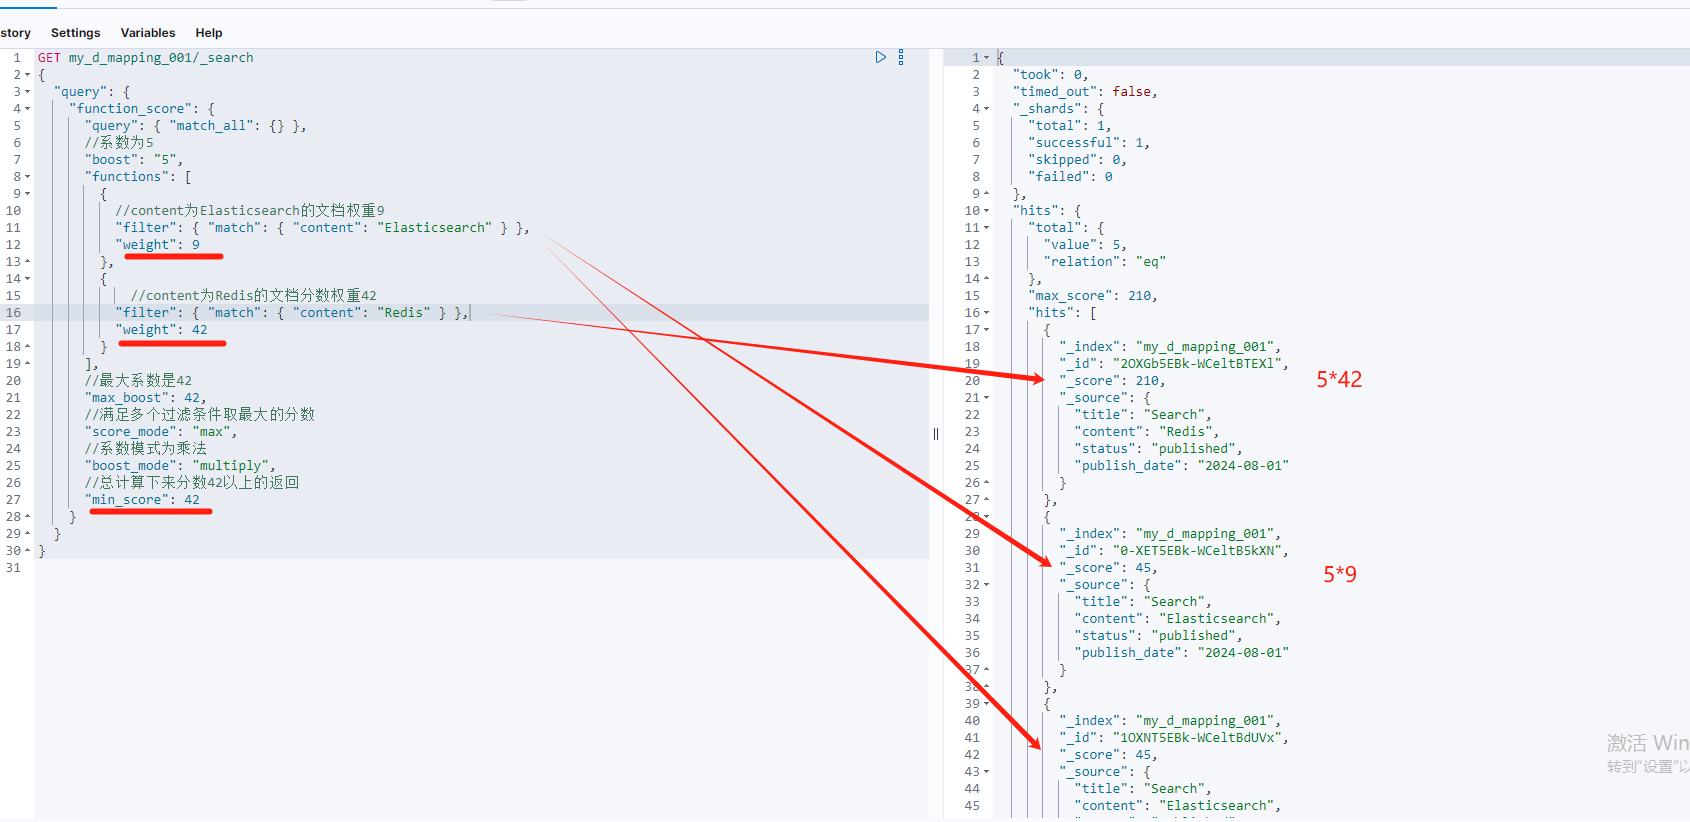 story Settings Variables Help
1 GET my_d_mapping_001/_search
2 {
3 "query": {
4 "function_score": {
5 "query": { "match_all": {} },
6 //系数为5
7 "boost": "5",
8 "functions": [
9 {
10 //content为Elasticsearch的文档权重9
11 "filter": { "match": { "content": "Elasticsearch" } },
12 "weight": 9
13 },
14 {
15 //content为Redis的文档分数权重42
16 "filter": { "match": { "content": "Redis" } },
17 "weight": 42
18 }
19 ],
20 //最大系数是42
21 "max_boost": 42,
22 //满足多个过滤条件取最大的分数
23 "score_mode": "max",
24 //系数模式为乘法
25 "boost_mode": "multiply",
26 //总计算下来分数42以上的返回
27 "min_score": 42
28 }
29 }
30 }
31
1 {
2 "took": 0,
3 "timed_out": false,
4 "_shards": {
5 "total": 1,
6 "successful": 1,
7 "skipped": 0,
8 "failed": 0
9 },
10 "hits": {
11 "total": {
12 "value": 5,
13 "relation": "eq"
14 },
15 "max_score": 210,
16 "hits": [
17 {
18 "_index": "my_d_mapping_001",
19 "_id": "2OXGb5EBk-WCeltBTEXl",
20 "_score": 210,
5*42
21 "_source": {
22 "title": "Search",
23 "content": "Redis",
24 "status": "published",
25 "publish_date": "2024-08-01"
26 }
27 },
28 {
29 "_index": "my_d_mapping_001",
30 "_id": "0-XET5EBk-WCeltB5kXN",
31 "_score": 45,
5*9
32 "_source": {
33 "title": "Search",
34 "content": "Elasticsearch",
35 "status": "published",
36 "publish_date": "2024-08-01"
37 }
38 },
39 {
40 "_index": "my_d_mapping_001",
41 "_id": "1OXNT5EBk-WCeltBdUVx",
42 "_score": 45,
43 "_source": {
44 "title": "Search",
45 "content": "Elasticsearch",
激活 Win
转到"设置"以